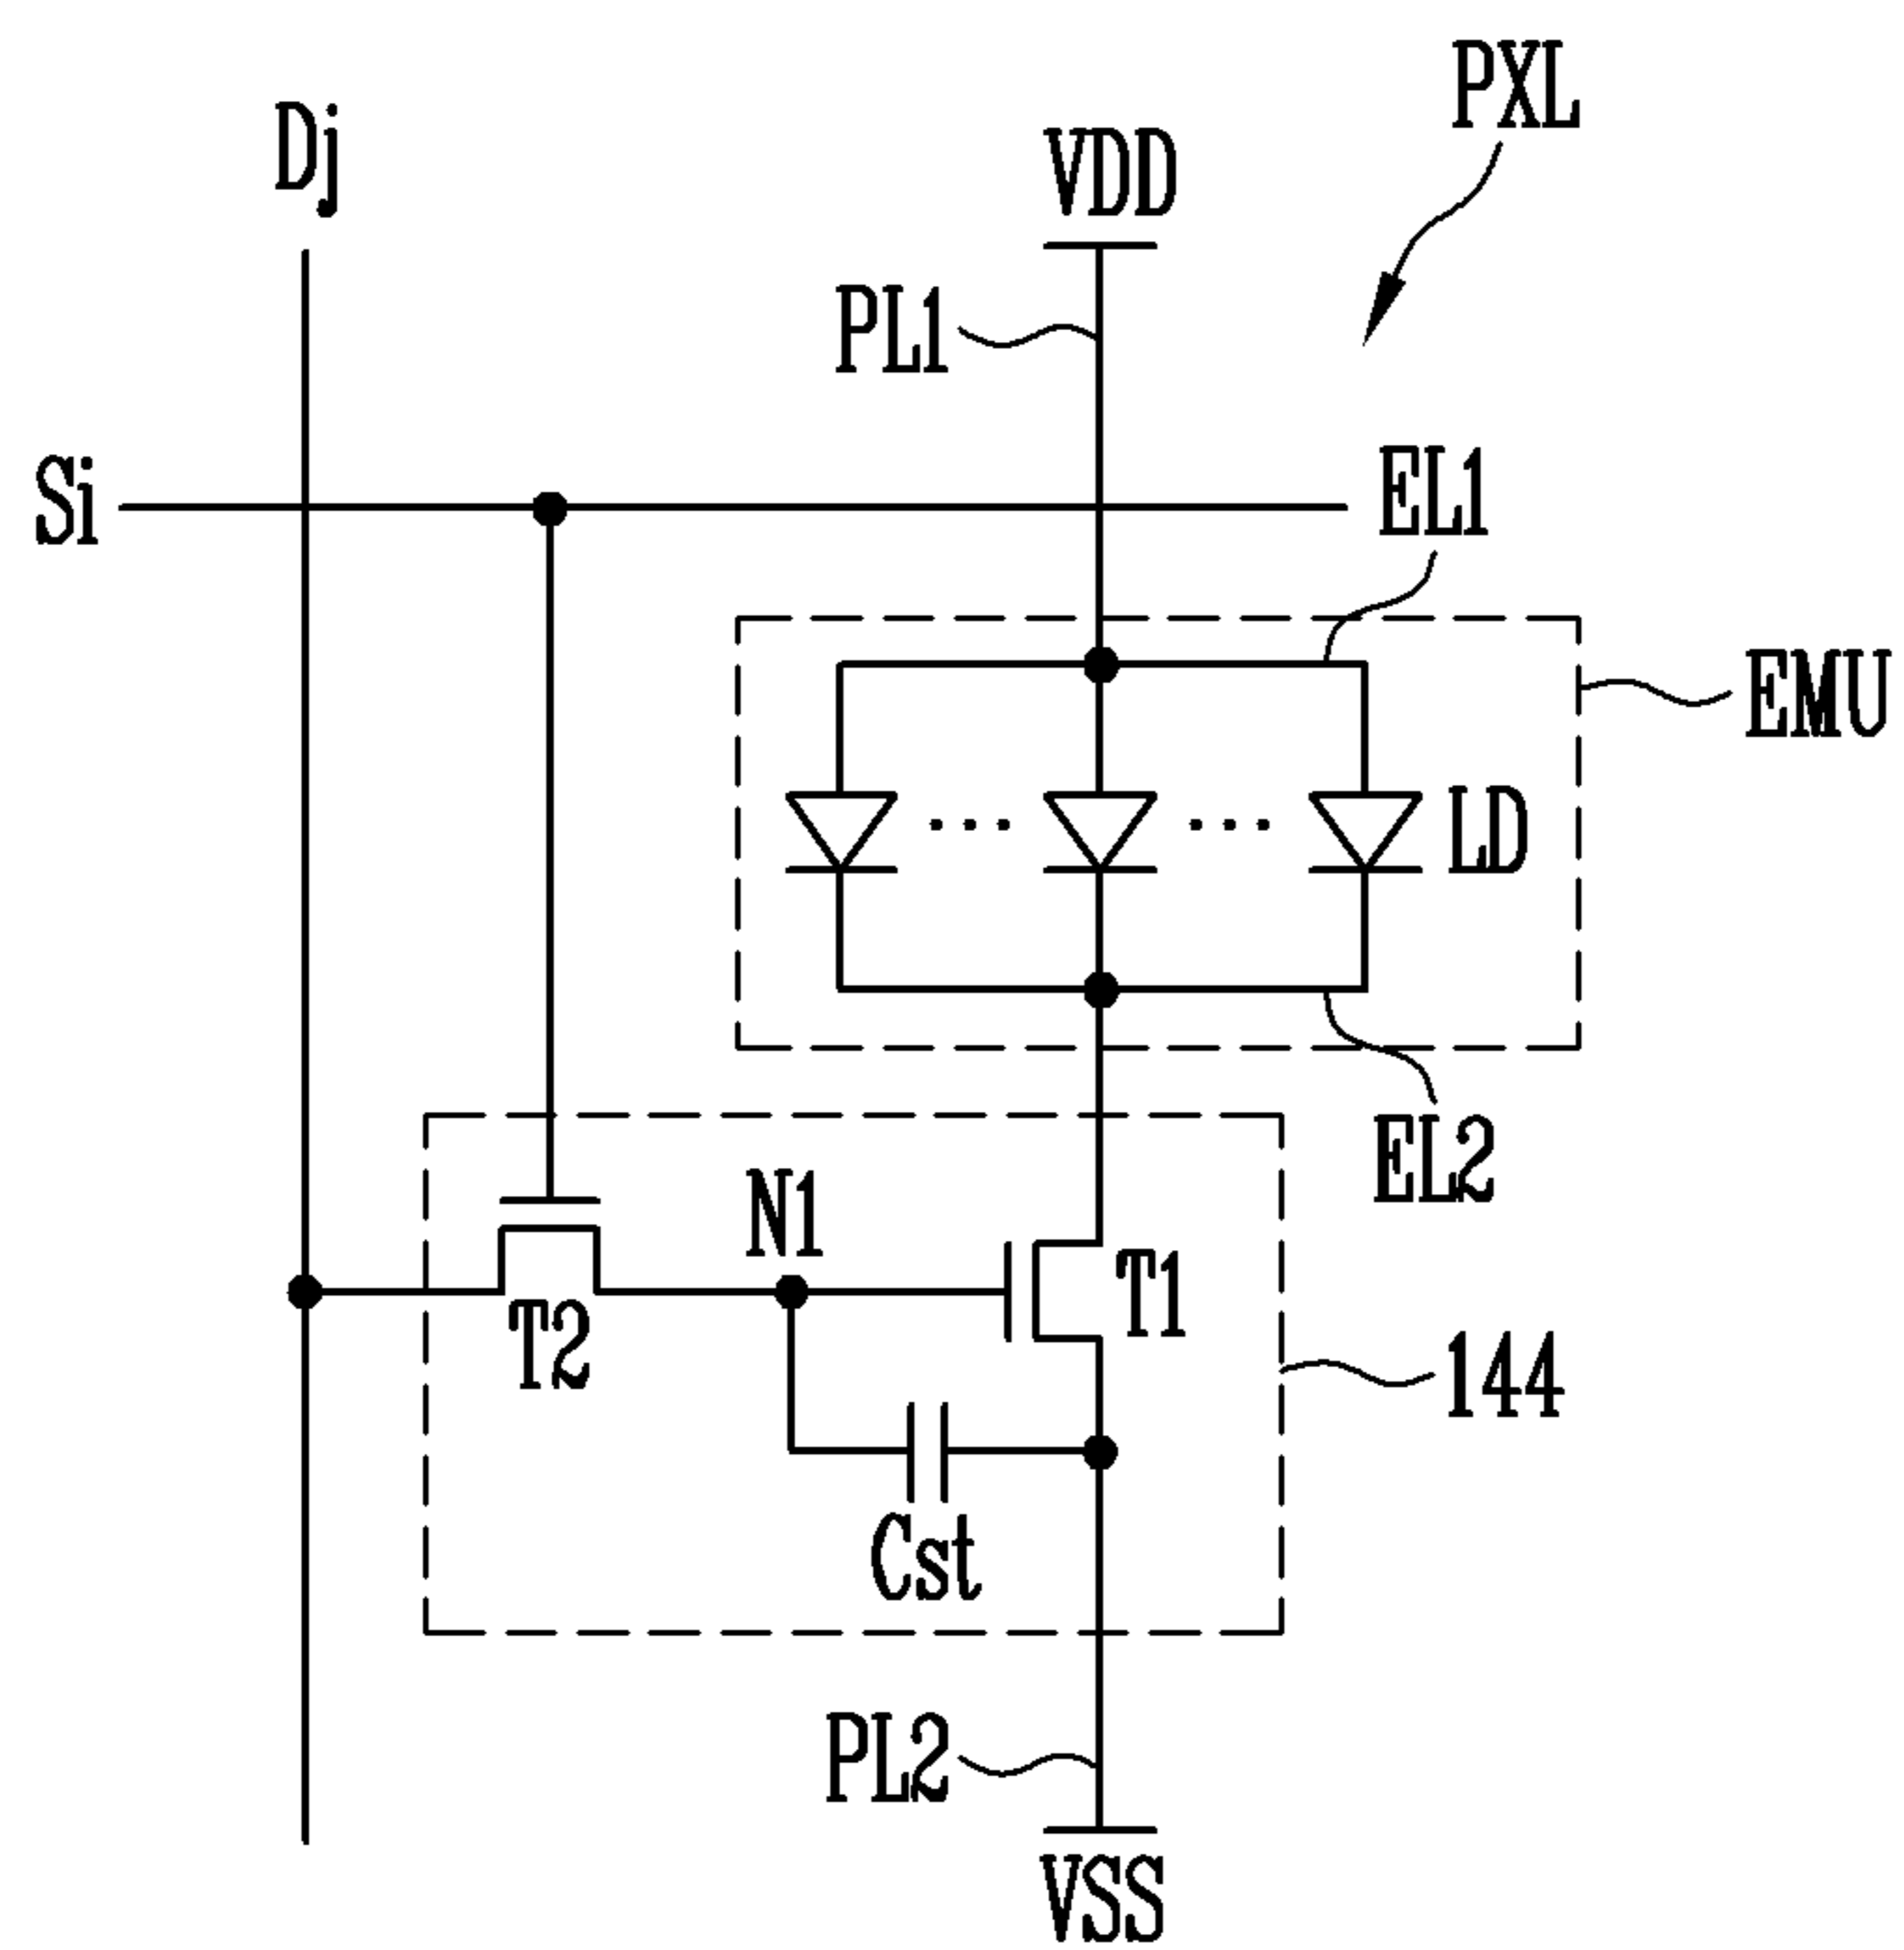 PXL
Dj
VDD
PL1
Si
EL1
EMU
LD
EL2
N1
T1
T2
144
Cst
PL2
VSS